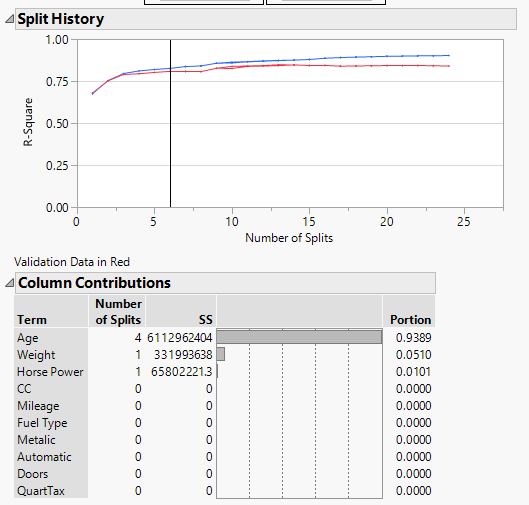 Split History
1.00
0.75
0.50
0.25
0.00
R-Square
0 5 10 15 20 25
Number of Splits
Validation Data in Red
Column Contributions
Term Number of Splits SS Portion
Age 4 6112962404 0.9389
Weight 1 331993638 0.0510
Horse Power 1 65802221.3 0.0101
CC 0 0 0.0000
Mileage 0 0 0.0000
Fuel Type 0 0 0.0000
Metalic 0 0 0.0000
Automatic 0 0 0.0000
Doors 0 0 0.0000
QuartTax 0 0 0.0000